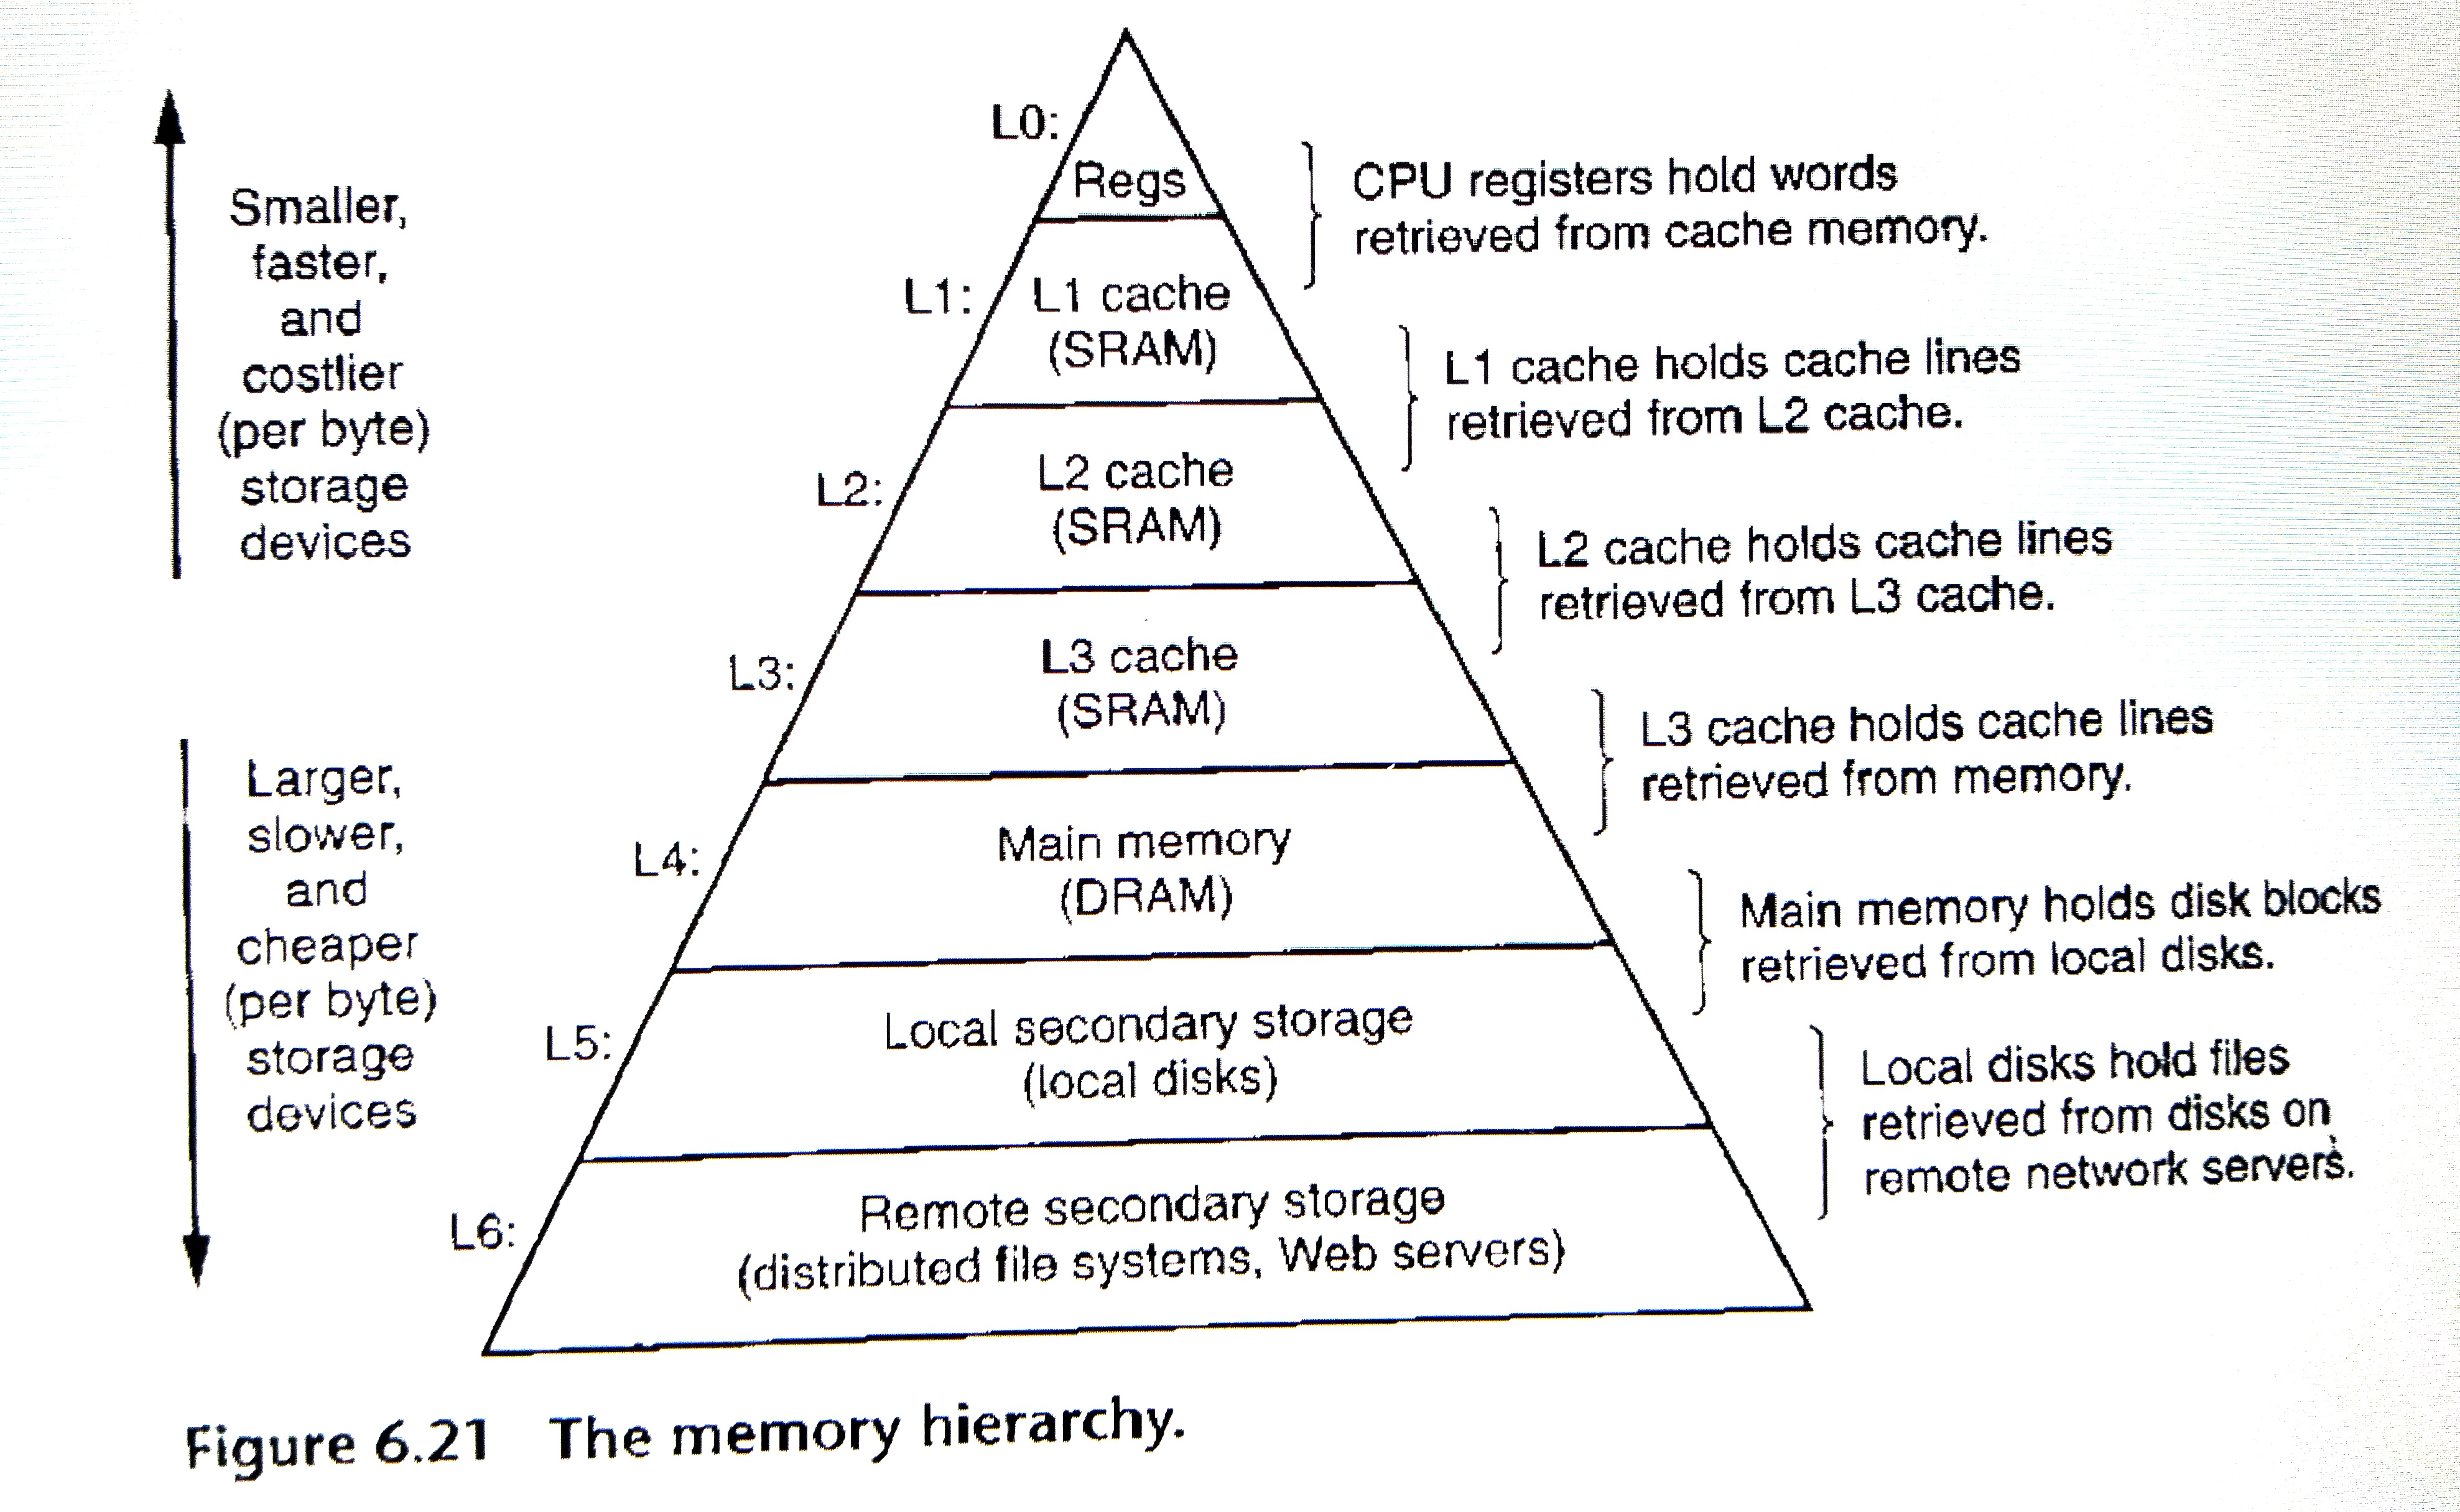 L0:
Regs
CPU registers hold words
retrieved from cache memory.
Smaller,
faster,
and
costlier
(per byte)
storage
devices
L1:
L1 cache
(SRAM)
L1 cache holds cache lines
retrieved from L2 cache.
L2:
L2 cache
(SRAM)
L2 cache holds cache lines
retrieved from L3 cache.
L3:
L3 cache
(SRAM)
L3 cache holds cache lines
retrieved from memory.
Larger,
slower,
and
cheaper
(per byte)
storage
devices
L4:
Main memory
(DRAM)
Main memory holds disk blocks
retrieved from local disks.
L5:
Local secondary storage
(local disks)
Local disks hold files
retrieved from disks on
remote network servers.
L6:
Remote secondary storage
(distributed file systems, Web servers)
Figure 6.21 The memory hierarchy.